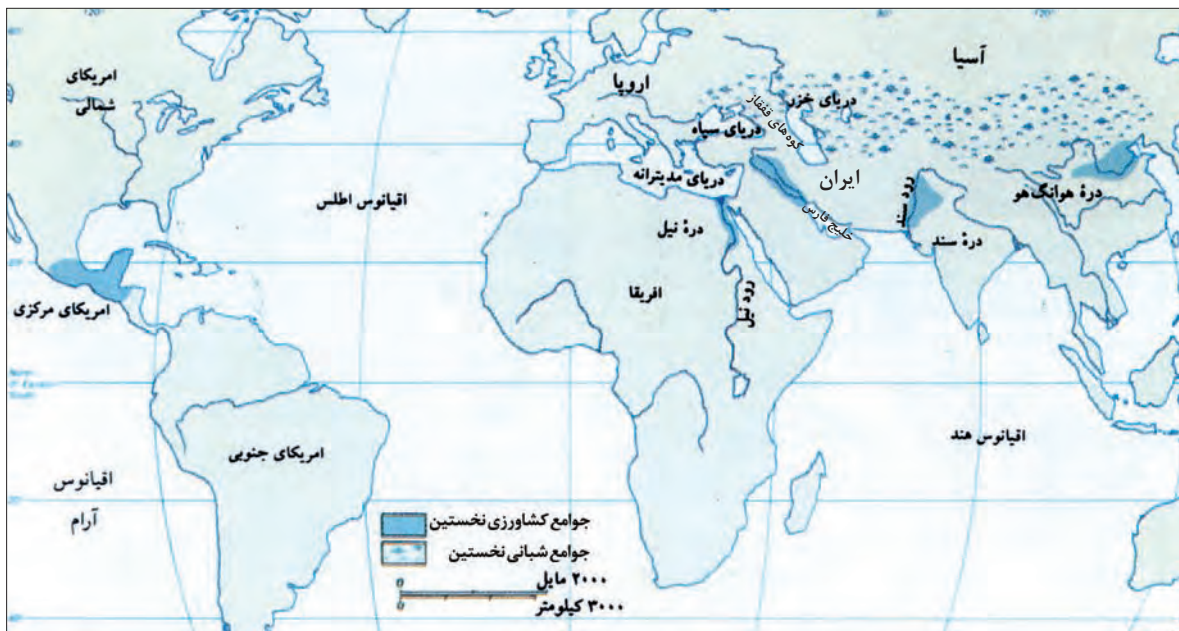 آسیا
امریکای
شمالی
اروپا
دریای خزر
کوه‌های قفقاز
دریای سیاه
دریای مدیترانه
ایران
رود سند
درهٔ هوانگ‌هو
اقیانوس اطلس
خلیج فارس
درهٔ نیل
درهٔ سند
افریقا
رود نیل
امریکای مرکزی
اقیانوس هند
امریکای جنوبی
اقیانوس
آرام
جوامع کشاورزی نخستین
جوامع شبانی نخستین
۰ ۲۰۰۰ مایل
۰ ۳۰۰۰ کیلومتر